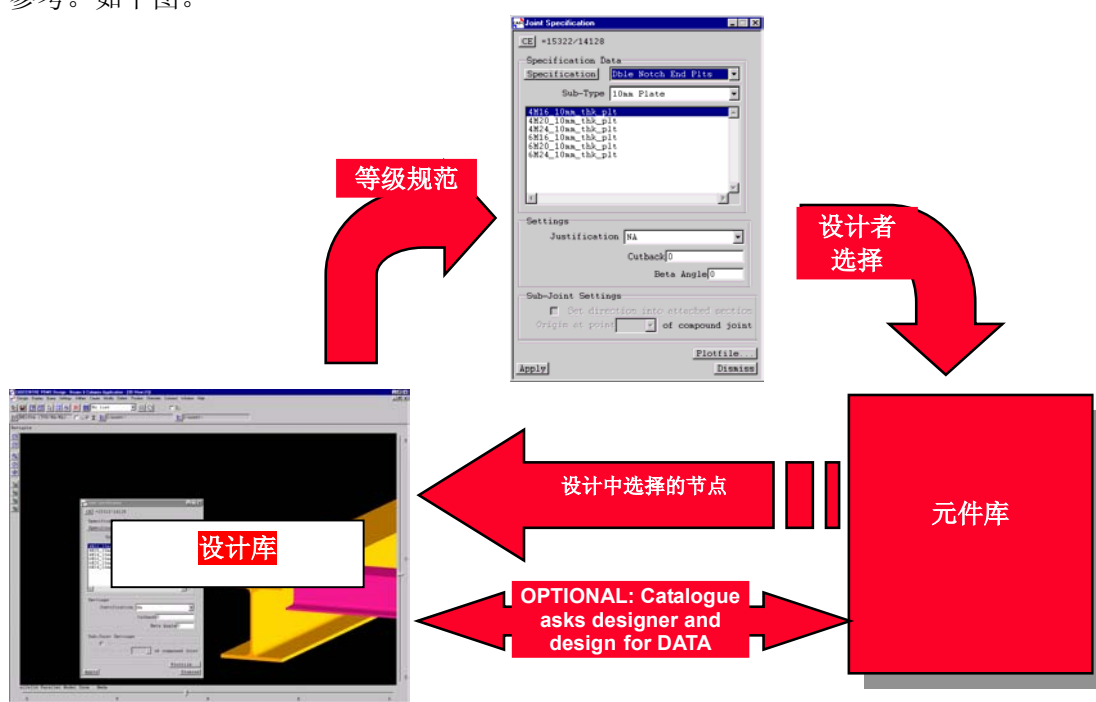 参考。如下图。
Joint Specification
CE =15322/14128
Specification Data
Specification Dble Notch End Plts
Sub-Type 10mm Plate
4M16_10mm_thk_plt
4M20_10mm_thk_plt
4M24_10mm_thk_plt
6M16_10mm_thk_plt
6M20_10mm_thk_plt
6M24_10mm_thk_plt
Settings
Justification NA
Cutback 0
Beta Angle 0
Sub-Joint Settings
Set direction into attached section
Origin at point of compound joint
Plotfile...
Apply Dismiss
等级规范
设计者
选择
设计中选择的节点
元件库
设计库
OPTIONAL: Catalogue
asks designer and
design for DATA